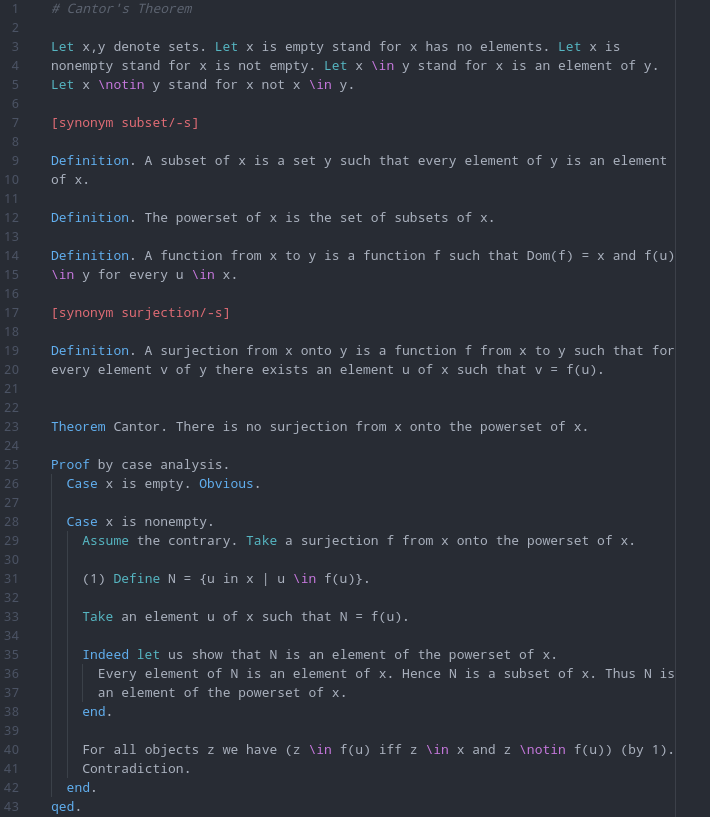 1 # Cantor's Theorem
2
3 Let x,y denote sets. Let x is empty stand for x has no elements. Let x is
4 nonempty stand for x is not empty. Let x \in y stand for x is an element of y.
5 Let x \notin y stand for x not x \in y.
6
7 [synonym subset/-s]
8
9 Definition. A subset of x is a set y such that every element of y is an element
10 of x.
11
12 Definition. The powerset of x is the set of subsets of x.
13
14 Definition. A function from x to y is a function f such that Dom(f) = x and f(u)
15 \in y for every u \in x.
16
17 [synonym surjection/-s]
18
19 Definition. A surjection from x onto y is a function f from x to y such that for
20 every element v of y there exists an element u of x such that v = f(u).
21
22
23 Theorem Cantor. There is no surjection from x onto the powerset of x.
24
25 Proof by case analysis.
26 Case x is empty. Obvious.
27
28 Case x is nonempty.
29 Assume the contrary. Take a surjection f from x onto the powerset of x.
30
31 (1) Define N = {u in x | u \in f(u)}.
32
33 Take an element u of x such that N = f(u).
34
35 Indeed let us show that N is an element of the powerset of x.
36 Every element of N is an element of x. Hence N is a subset of x. Thus N is
37 an element of the powerset of x.
38 end.
39
40 For all objects z we have (z \in f(u) iff z \in x and z \notin f(u)) (by 1).
41 Contradiction.
42 end.
43 qed.